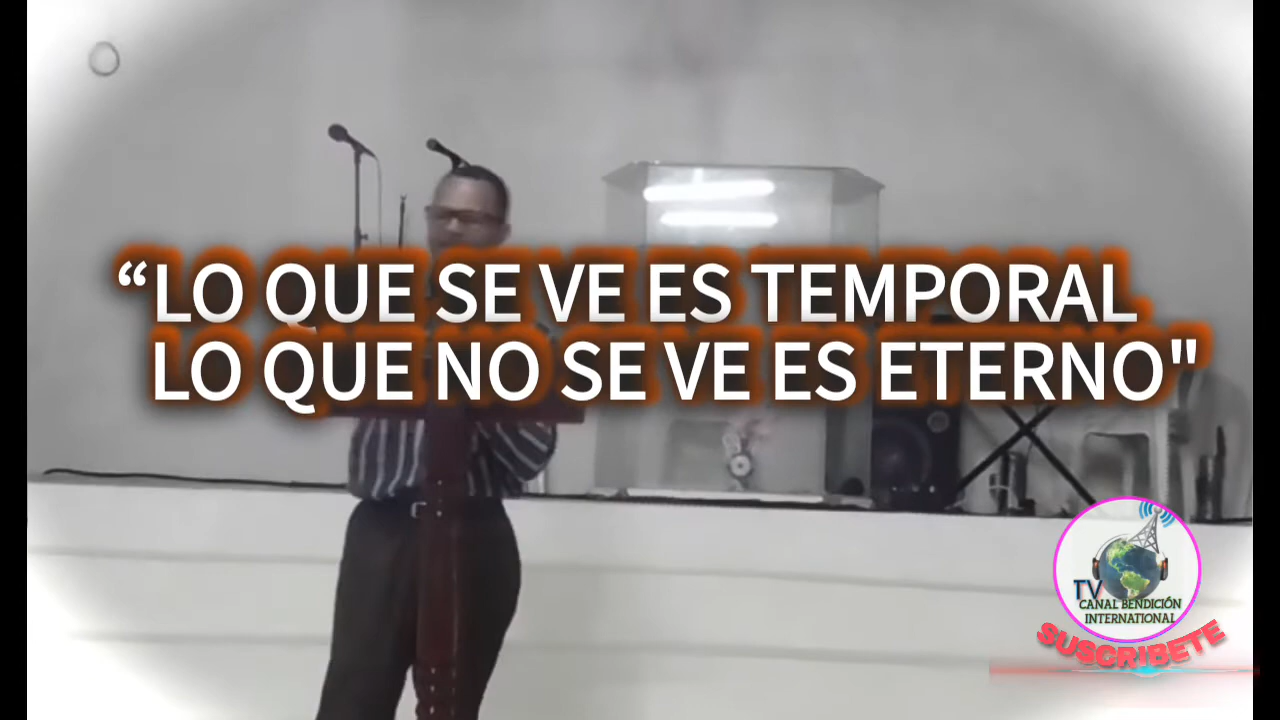 “LO QUE SE VE ES TEMPORAL
LO QUE NO SE VE ES ETERNO"
TV
CANAL BENDICIÓN
INTERNATIONAL
SUSCRIBETE